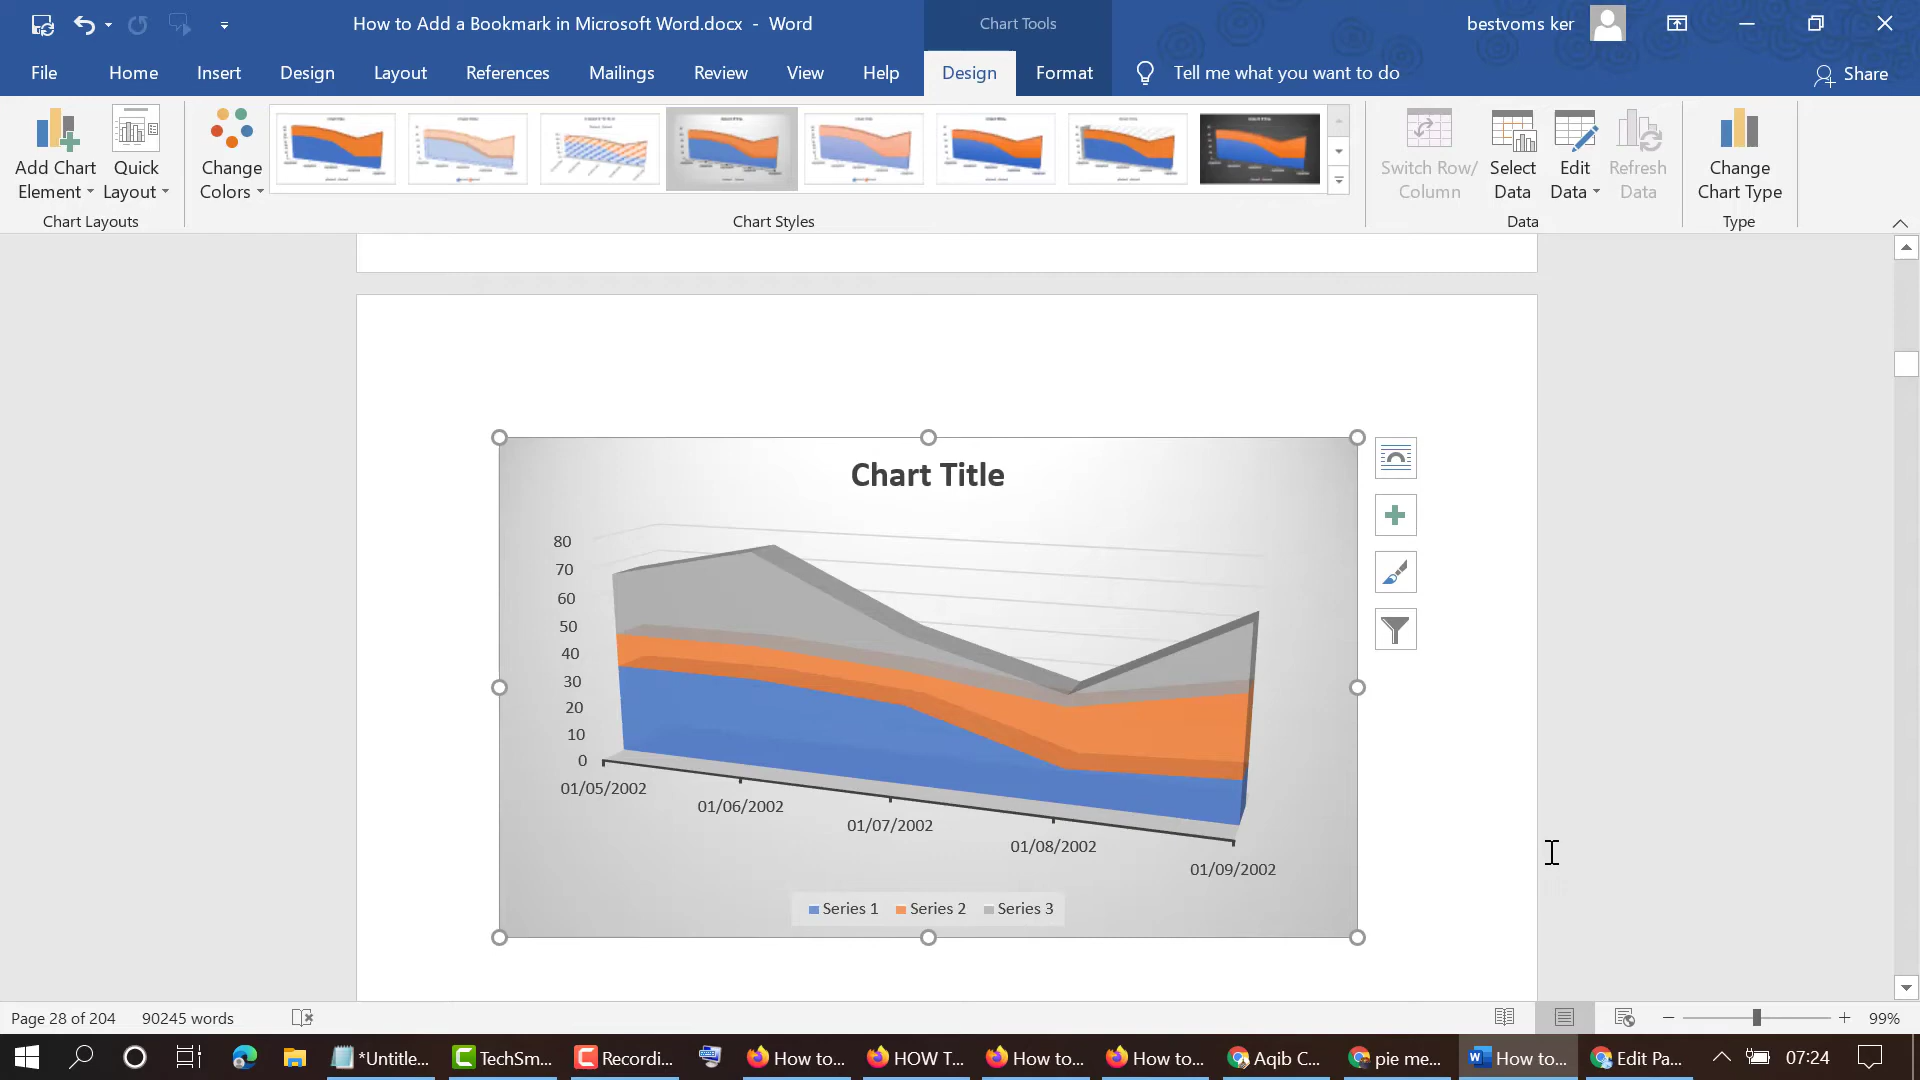 How to Add a Bookmark in Microsoft Word.docx - Word
Chart Tools
bestvoms ker
File Home Insert Design Layout References Mailings Review View Help Design Format Tell me what you want to do Share
Add Chart Element
Quick Layout
Change Colors
Switch Row/ Column
Select Data
Edit Data
Refresh Data
Change Chart Type
Chart Layouts
Chart Styles
Data
Type
Chart Title
80
70
60
50
40
30
20
10
0
01/05/2002
01/06/2002
01/07/2002
01/08/2002
01/09/2002
Series 1 Series 2 Series 3
Page 28 of 204 90245 words 99%
*Untitle... TechSm... Recordi... How to... HOW T... How to... How to... Aqib C... pie me... How to... Edit Pa... 07:24